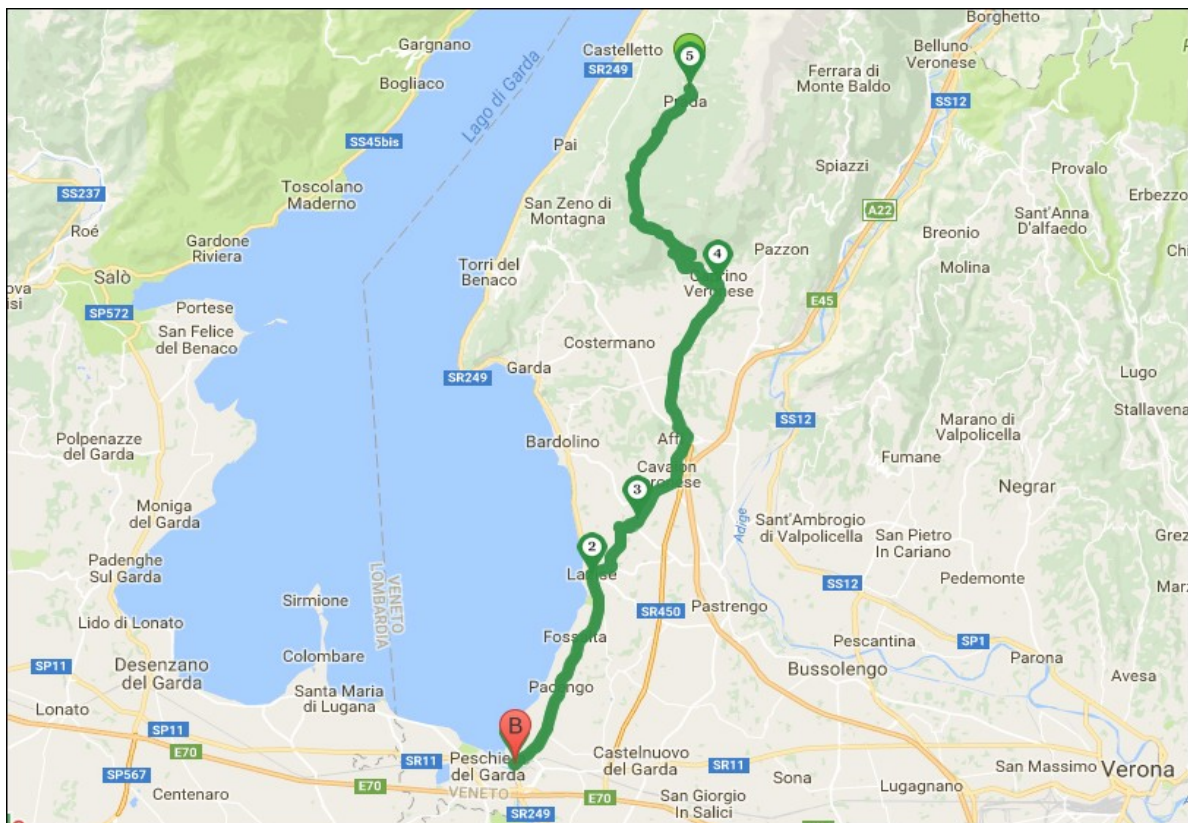 Borghetto
Gargnano
Castelletto
5
Belluno
Veronese
Bogliaco
SR249
Ferrara di
Monte Baldo
SS12
Lago di Garda
SS45bis
Pai
Spiazzi
Provalo
Toscolano
Maderno
SS237
Erbezzo
San Zeno di
Montagna
A22
Sant'Anna
D'alfaedo
Roé
Gardone
Riviera
Pazzon
Breonio
4
Torri del
Benaco
Molina
Salò
Veronese
E45
SP572
Portese
San Felice
del Benaco
Costermano
Garda
SR249
Lugo
Stallavena
SS12
Marano di
Valpolicella
Polpenazze
del Garda
Bardolino
Fumane
3
Negrar
Moniga
del Garda
Adige
Sant'Ambrogio
di Valpolicella
2
San Pietro
In Cariano
Padenghe
Sul Garda
VENETO
LOMBARDIA
SS12
Pedemonte
Sirmione
SR450
Pastrengo
Lido di Lonato
Pescantina
SP1
Colombare
Parona
SP11
Desenzano
del Garda
Bussolengo
Avesa
Santa Maria
di Lugana
Lonato
B
SP11
E70
SR11
del Garda
VENETO
Castelnuovo
del Garda
SR11
Sona
San Massimo
Verona
SP567
E70
Lugagnano
Centenaro
SR249
E70
San Giorgio
In Salici